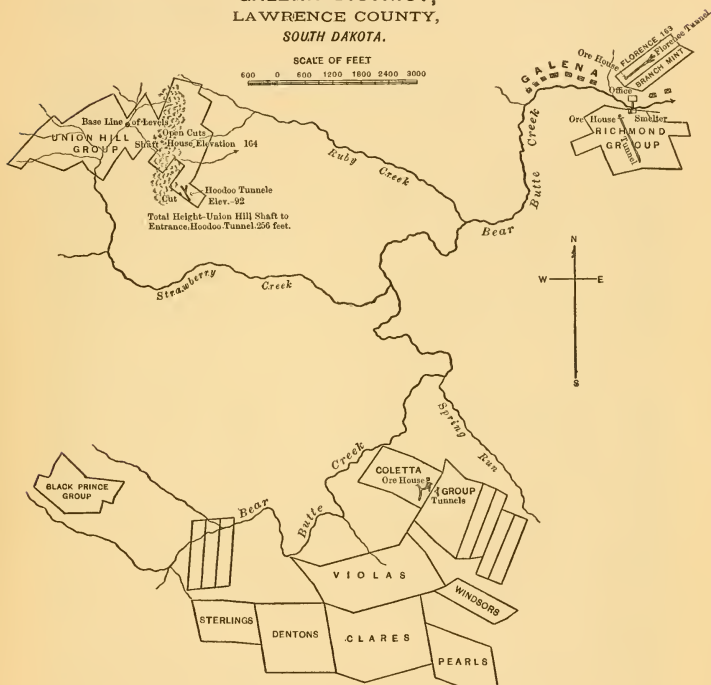 GALENA DISTRICT,
LAWRENCE COUNTY,
SOUTH DAKOTA.
SCALE OF FEET
600 0 600 1200 1800 2400 3000
GALENA
Ore House
FLORENCE 163
Florence Tunnel
BRANCH MINT
Office
Ore House
Smelter
RICHMOND
GROUP
Tunnel
Base Line of Levels
UNION HILL
GROUP
Open Cuts
Shaft House, Elevation 164
Cut
Hoodoo Tunnele
Elev.-92
Total Height-Union Hill Shaft to
Entrance, Hoodoo Tunnel. 256 feet.
Ruby Creek
Bear Butte Creek
Strawberry Creek
N
W E
S
Spring Run
BLACK PRINCE
GROUP
Bear Butte Creek
COLETTA
GROUP
Ore House
Tunnels
VIOLAS
WINDSORS
STERLINGS
DENTONS
CLARES
PEARLS